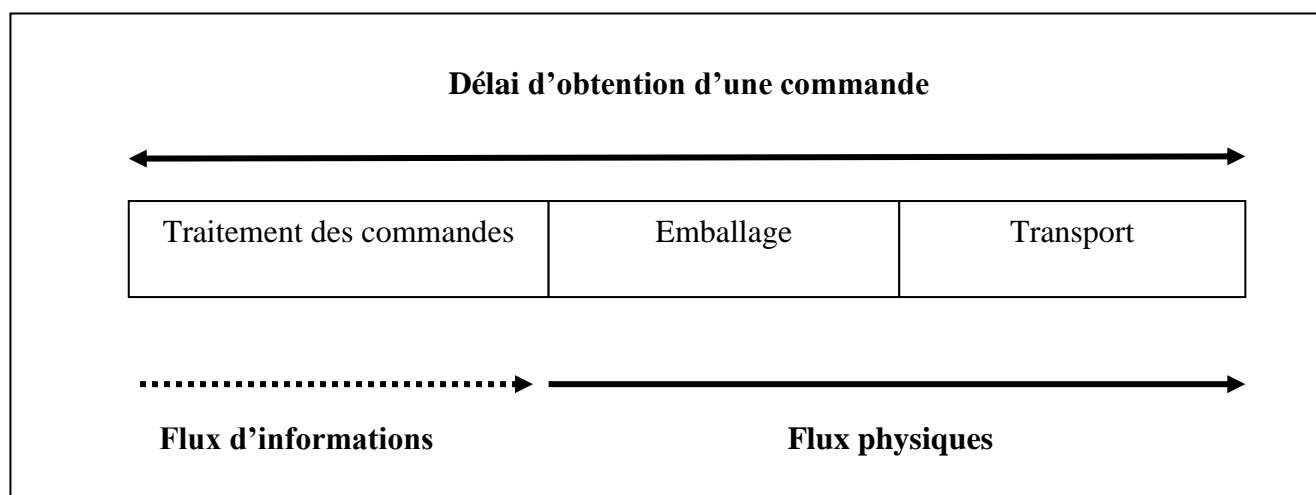 Délai d’obtention d’une commande
Traitement des commandes
Emballage
Transport
Flux d’informations
Flux physiques